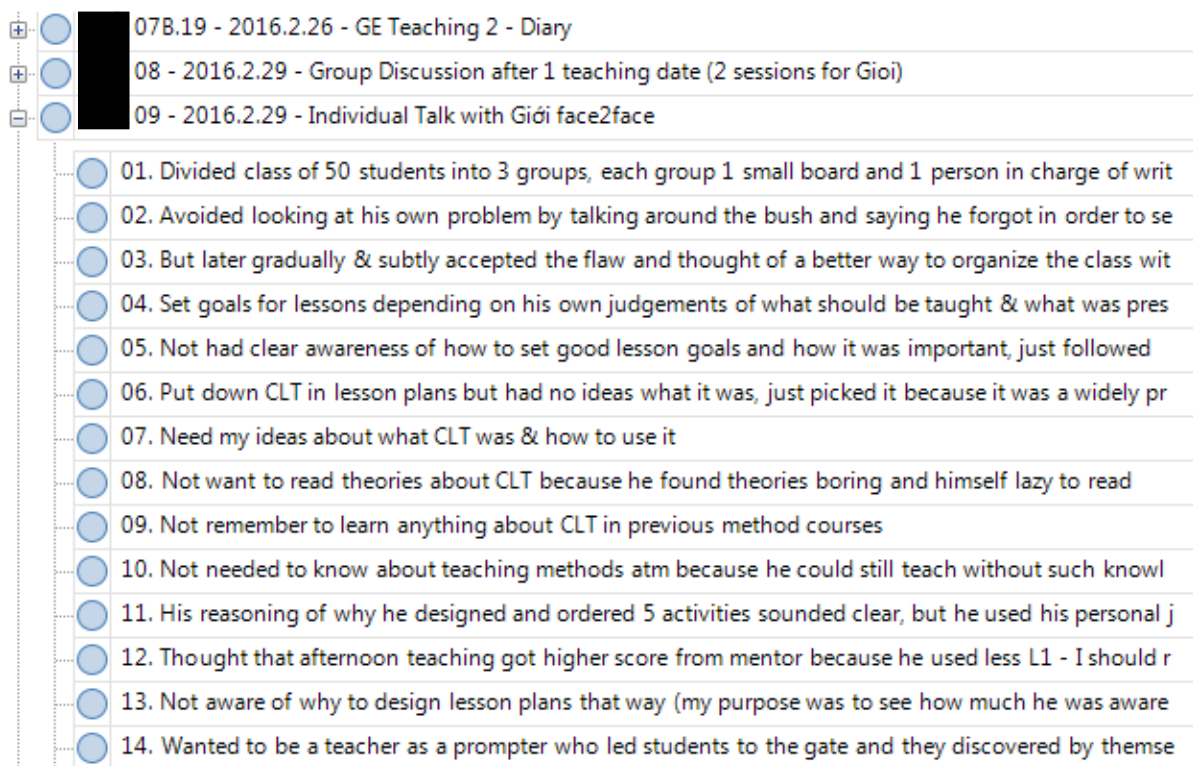 07B.19 - 2016.2.26 - GE Teaching 2 - Diary
08 - 2016.2.29 - Group Discussion after 1 teaching date (2 sessions for Gioi)
09 - 2016.2.29 - Individual Talk with Giới face2face
01. Divided class of 50 students into 3 groups, each group 1 small board and 1 person in charge of writ
02. Avoided looking at his own problem by talking around the bush and saying he forgot in order to se
03. But later gradually & subtly accepted the flaw and thought of a better way to organize the class wit
04. Set goals for lessons depending on his own judgements of what should be taught & what was pres
05. Not had clear awareness of how to set good lesson goals and how it was important, just followed
06. Put down CLT in lesson plans but had no ideas what it was, just picked it because it was a widely pr
07. Need my ideas about what CLT was & how to use it
08. Not want to read theories about CLT because he found theories boring and himself lazy to read
09. Not remember to learn anything about CLT in previous method courses
10. Not needed to know about teaching methods atm because he could still teach without such knowl
11. His reasoning of why he designed and ordered 5 activities sounded clear, but he used his personal j
12. Thought that afternoon teaching got higher score from mentor because he used less L1 - I should r
13. Not aware of why to design lesson plans that way (my purpose was to see how much he was aware
14. Wanted to be a teacher as a prompter who led students to the gate and they discovered by themse